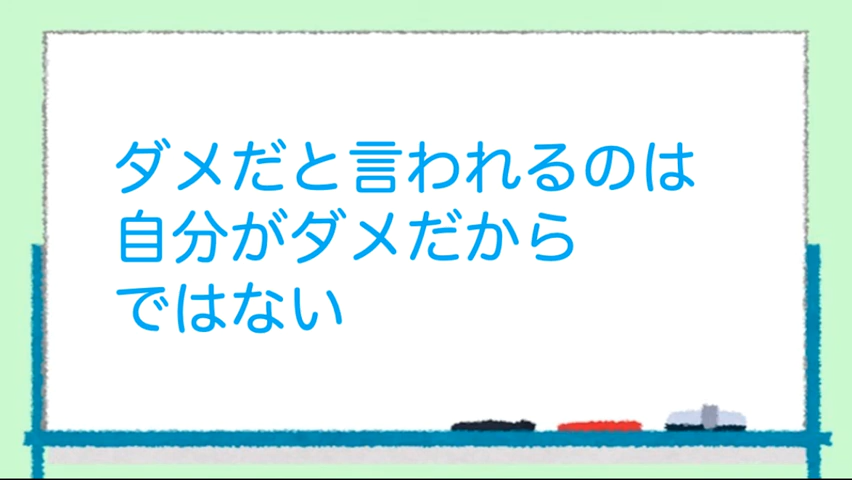 ダメだと言われるのは
自分がダメだから
ではない